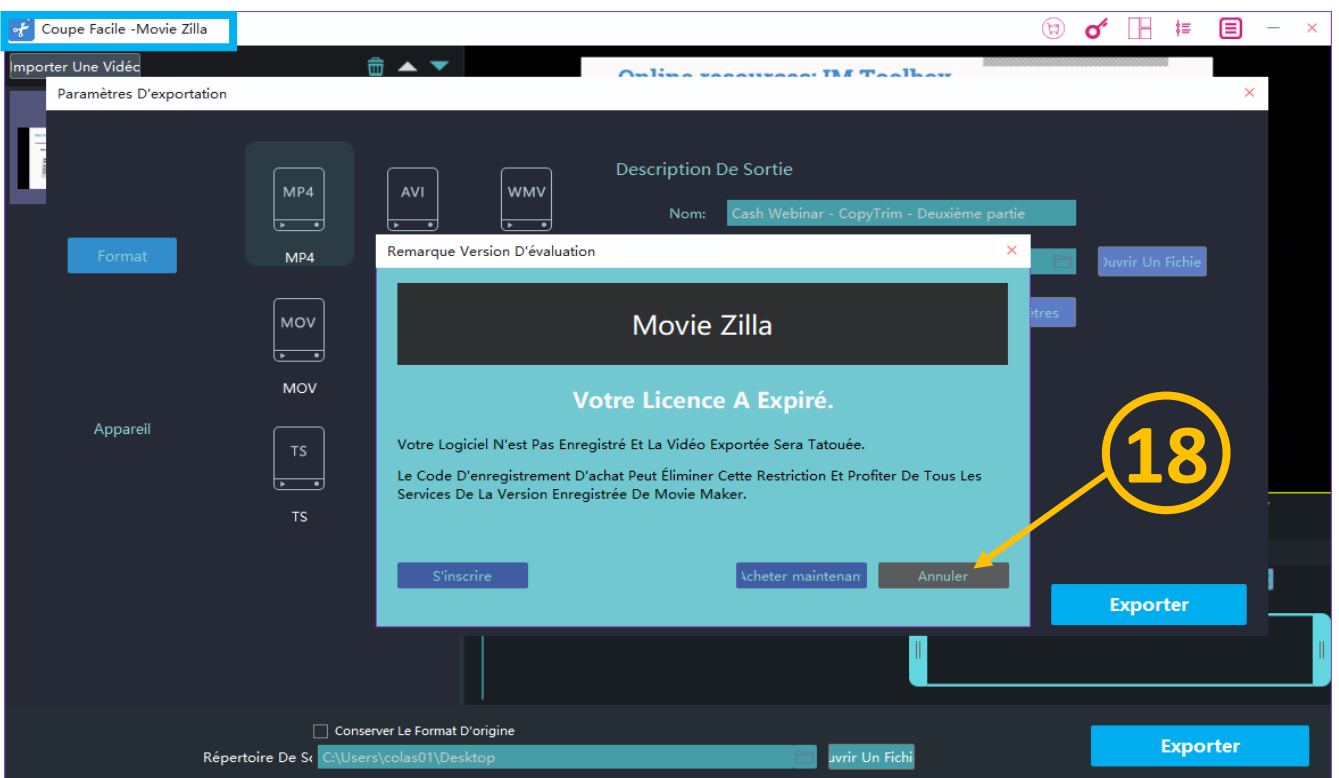 Coupe Facile -Movie Zilla
Importer Une Vidéc
Online resources: IM Toolbox
Paramètres D'exportation
Description De Sortie
MP4
AVI
WMV
Nom:
Cash Webinar - CopyTrim - Deuxième partie
Remarque Version D'évaluation
Format
MP4
Ouvrir Un Fichie
Movie Zilla
MOV
ètres
MOV
Votre Licence A Expiré.
Appareil
18
Votre Logiciel N'est Pas Enregistré Et La Vidéo Exportée Sera Tatouée.
TS
Le Code D'enregistrement D'achat Peut Éliminer Cette Restriction Et Profiter De Tous Les
Services De La Version Enregistrée De Movie Maker.
TS
S'inscrire
Acheter maintenan
Annuler
Exporter
Conserver Le Format D'origine
Exporter
Répertoire De So
C:\Users\colas01\Desktop
uvrir Un Fichi